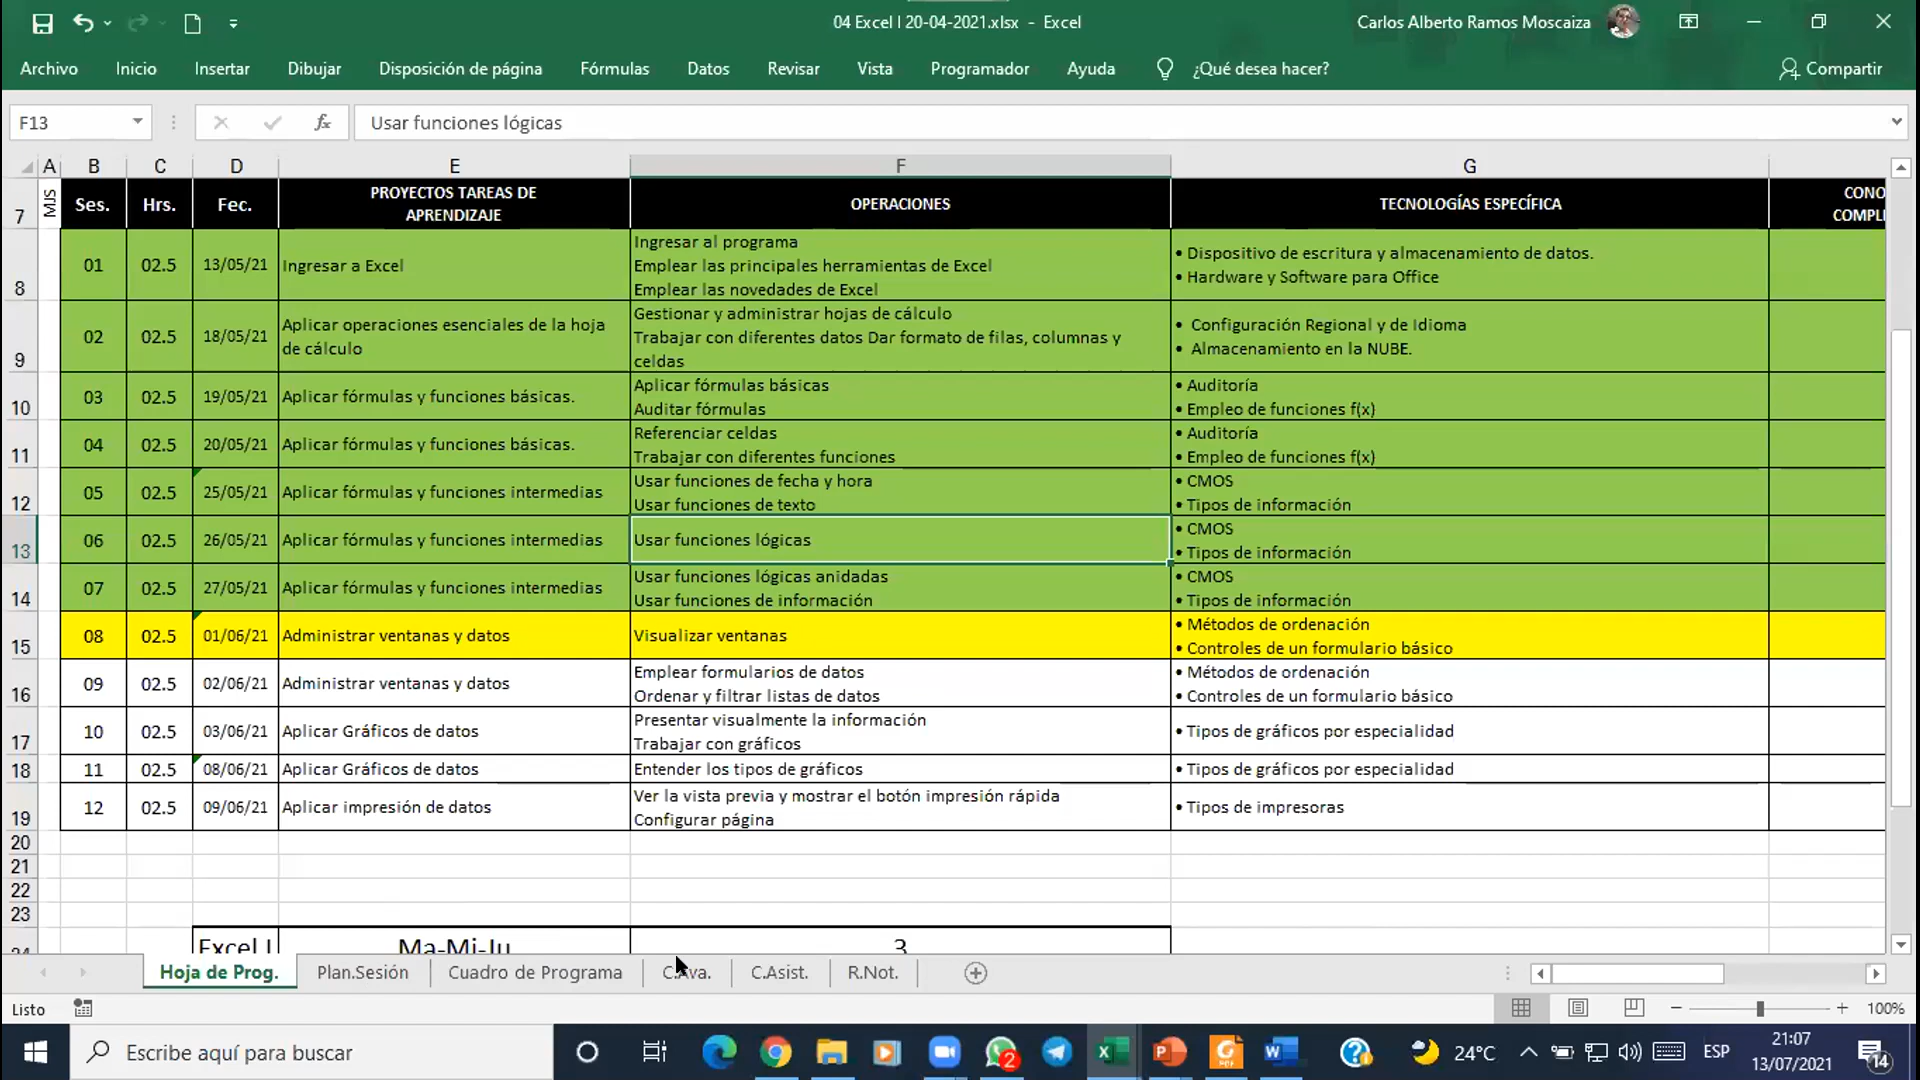 04 Excel I 20-04-2021.xlsx - Excel
Carlos Alberto Ramos Moscaiza
Archivo Inicio Insertar Dibujar Disposición de página Fórmulas Datos Revisar Vista Programador Ayuda ¿Qué desea hacer? Compartir
F13 fx Usar funciones lógicas
A B C D E F G
7 MJS Ses. Hrs. Fec. PROYECTOS TAREAS DE APRENDIZAJE OPERACIONES TECNOLOGÍAS ESPECÍFICA CONO
COMPLI
8 01 02.5 13/05/21 Ingresar a Excel
Ingresar al programa
Emplear las principales herramientas de Excel
Emplear las novedades de Excel
• Dispositivo de escritura y almacenamiento de datos.
• Hardware y Software para Office
9 02 02.5 18/05/21 Aplicar operaciones esenciales de la hoja
de cálculo
Gestionar y administrar hojas de cálculo
Trabajar con diferentes datos Dar formato de filas, columnas y
celdas
• Configuración Regional y de Idioma
• Almacenamiento en la NUBE.
10 03 02.5 19/05/21 Aplicar fórmulas y funciones básicas.
Aplicar fórmulas básicas
Auditar fórmulas
• Auditoría
• Empleo de funciones f(x)
11 04 02.5 20/05/21 Aplicar fórmulas y funciones básicas.
Referenciar celdas
Trabajar con diferentes funciones
• Auditoría
• Empleo de funciones f(x)
12 05 02.5 25/05/21 Aplicar fórmulas y funciones intermedias
Usar funciones de fecha y hora
Usar funciones de texto
• CMOS
• Tipos de información
13 06 02.5 26/05/21 Aplicar fórmulas y funciones intermedias
Usar funciones lógicas
• CMOS
• Tipos de información
14 07 02.5 27/05/21 Aplicar fórmulas y funciones intermedias
Usar funciones lógicas anidadas
Usar funciones de información
• CMOS
• Tipos de información
15 08 02.5 01/06/21 Administrar ventanas y datos
Visualizar ventanas
• Métodos de ordenación
• Controles de un formulario básico
16 09 02.5 02/06/21 Administrar ventanas y datos
Emplear formularios de datos
Ordenar y filtrar listas de datos
• Métodos de ordenación
• Controles de un formulario básico
17 10 02.5 03/06/21 Aplicar Gráficos de datos
Presentar visualmente la información
Trabajar con gráficos
• Tipos de gráficos por especialidad
18 11 02.5 08/06/21 Aplicar Gráficos de datos
Entender los tipos de gráficos
• Tipos de gráficos por especialidad
19 12 02.5 09/06/21 Aplicar impresión de datos
Ver la vista previa y mostrar el botón impresión rápida
Configurar página
• Tipos de impresoras
20
21
22
23
24 Excel I Ma-Mi-Ju 3
Hoja de Prog. Plan.Sesión Cuadro de Programa C.Ava. C.Asist. R.Not.
Listo 100%
Escribe aquí para buscar 2 24°C ESP 21:07
13/07/2021 14